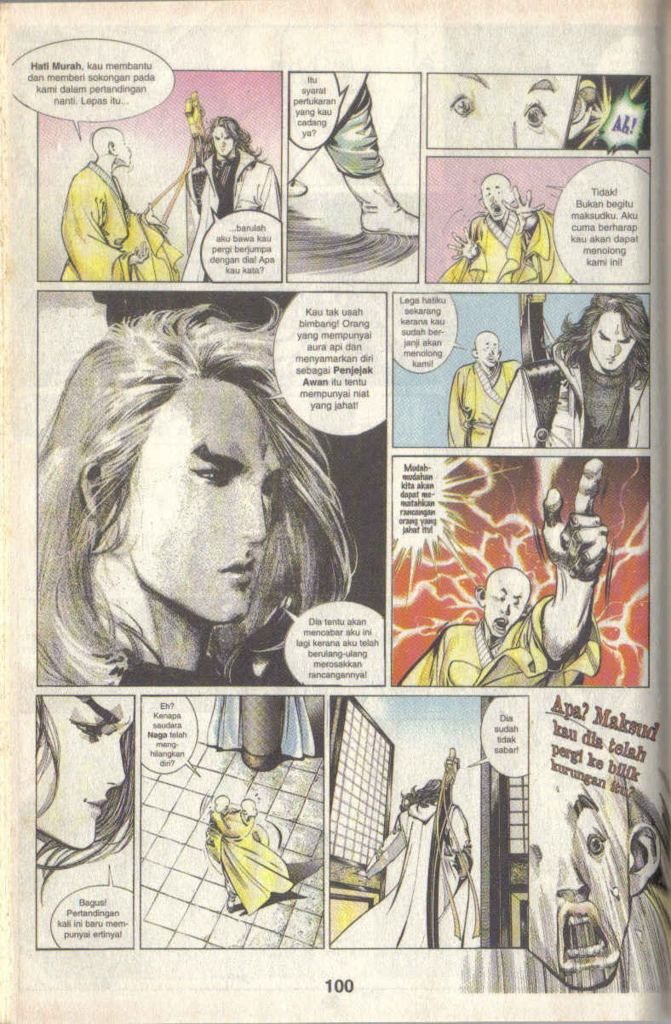 Hati Murah, kau membantu
dan memberi sokongan pada
kami dalam pertandingan
nanti. Lepas itu...
...barulah
aku bawa kau
pergi berjumpa
dengan dia! Apa
kau kata?
Itu
syarat
pertukaran
yang kau
cadang
ya?
Ah!
Tidak!
Bukan begitu
maksudku. Aku
cuma berharap
kau akan dapat
menolong
kami ini!
Kau tak usah
bimbang! Orang
yang mempunyai
aura api dan
menyamarkan diri
sebagai Penjejak
Awan itu tentu
mempunyai niat
yang jahat!
Dia tentu akan
mencabar aku ini
lagi kerana aku telah
berulang-ulang
merosakkan
rancangannya!
Lega hatiku
sekarang
kerana kau
sudah ber-
janji akan
menolong
kami!
Mudah-
mudahan
kita akan
dapat me-
matahkan
rancangan
orang yang
jahat itu!
Bagus!
Pertandingan
kali ini baru mem-
punyai ertinya!
Eh?
Kenapa
saudara
Naga telah
meng-
hilangkan
diri?
Dia
sudah
tidak
sabar!
Apa? Maksud
kau dia telah
pergi ke bilik
kurungan itu?
100